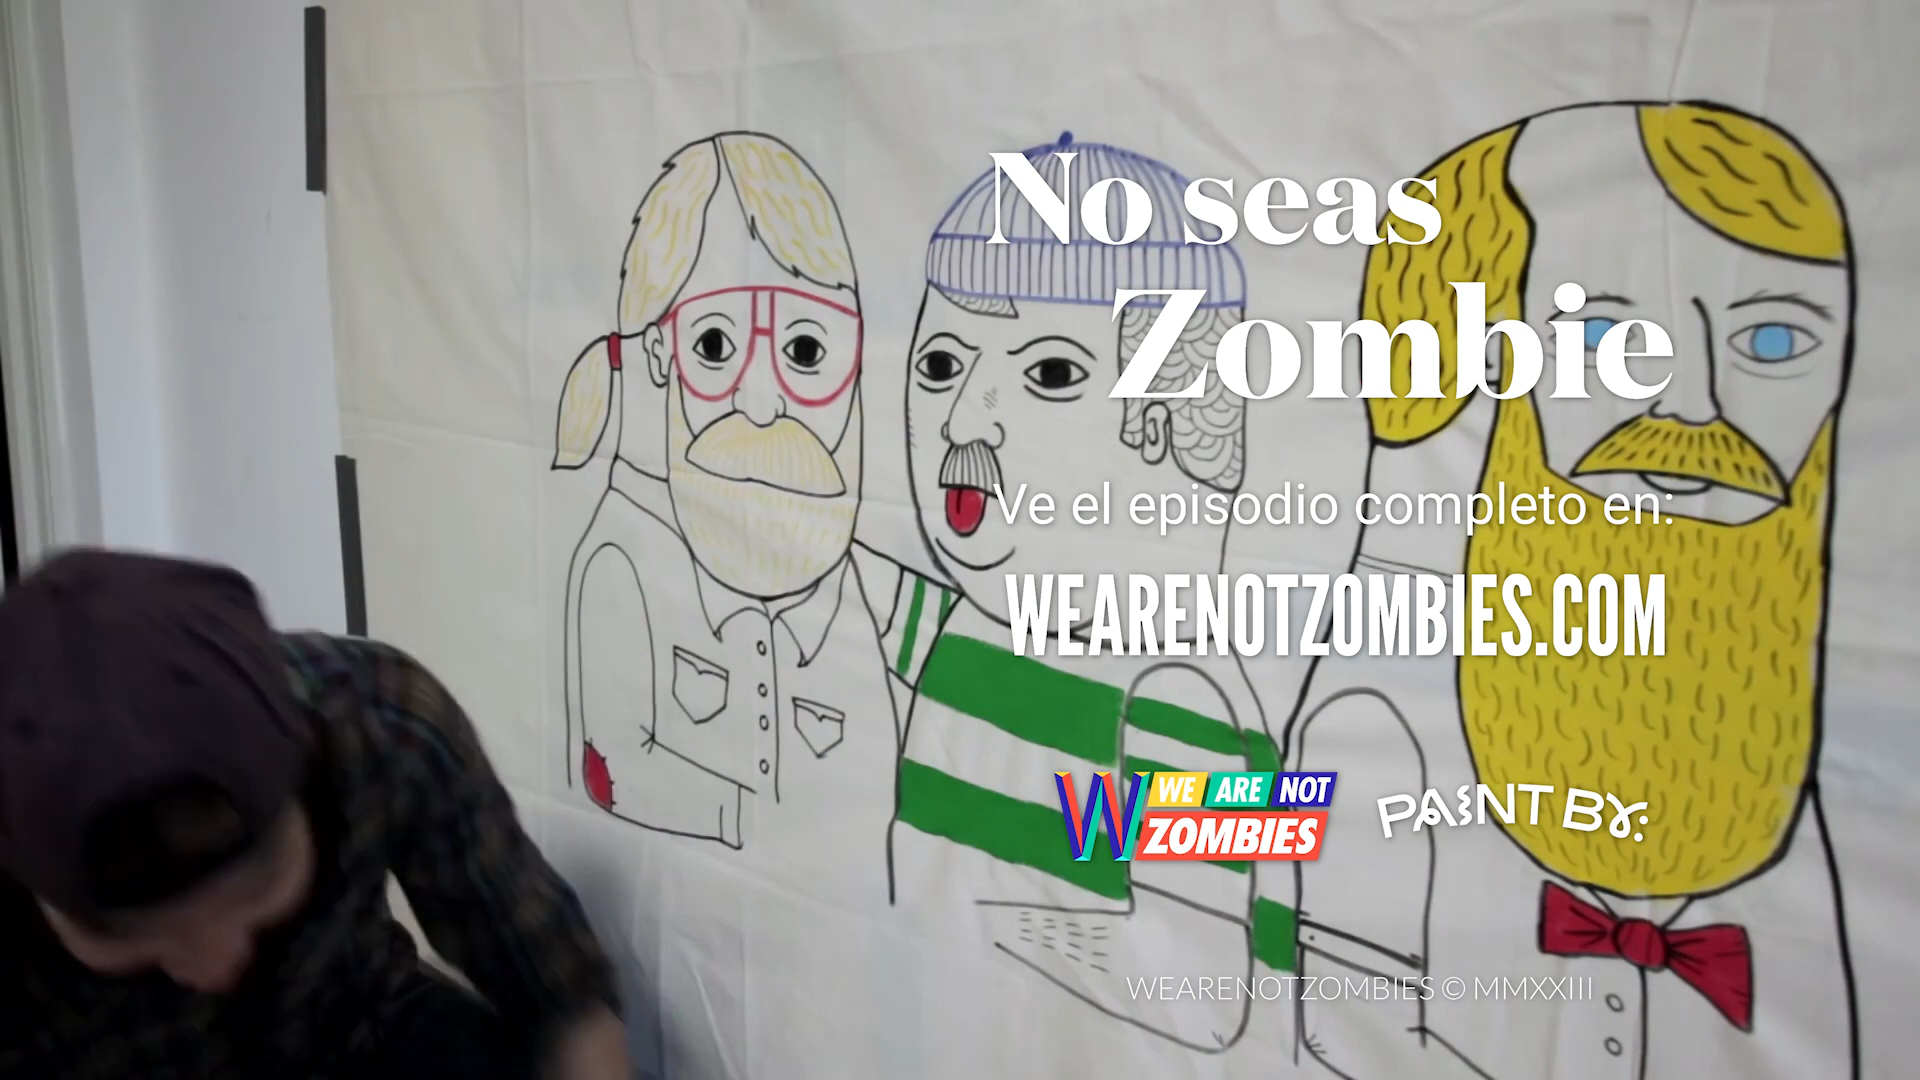 No seas
Zombie
Ve el episodio completo en:
WEARENOTZOMBIES.COM
W WE ARE NOT
ZOMBIES
PAINT BY:
WEARENOTZOMBIES © MMXXIII